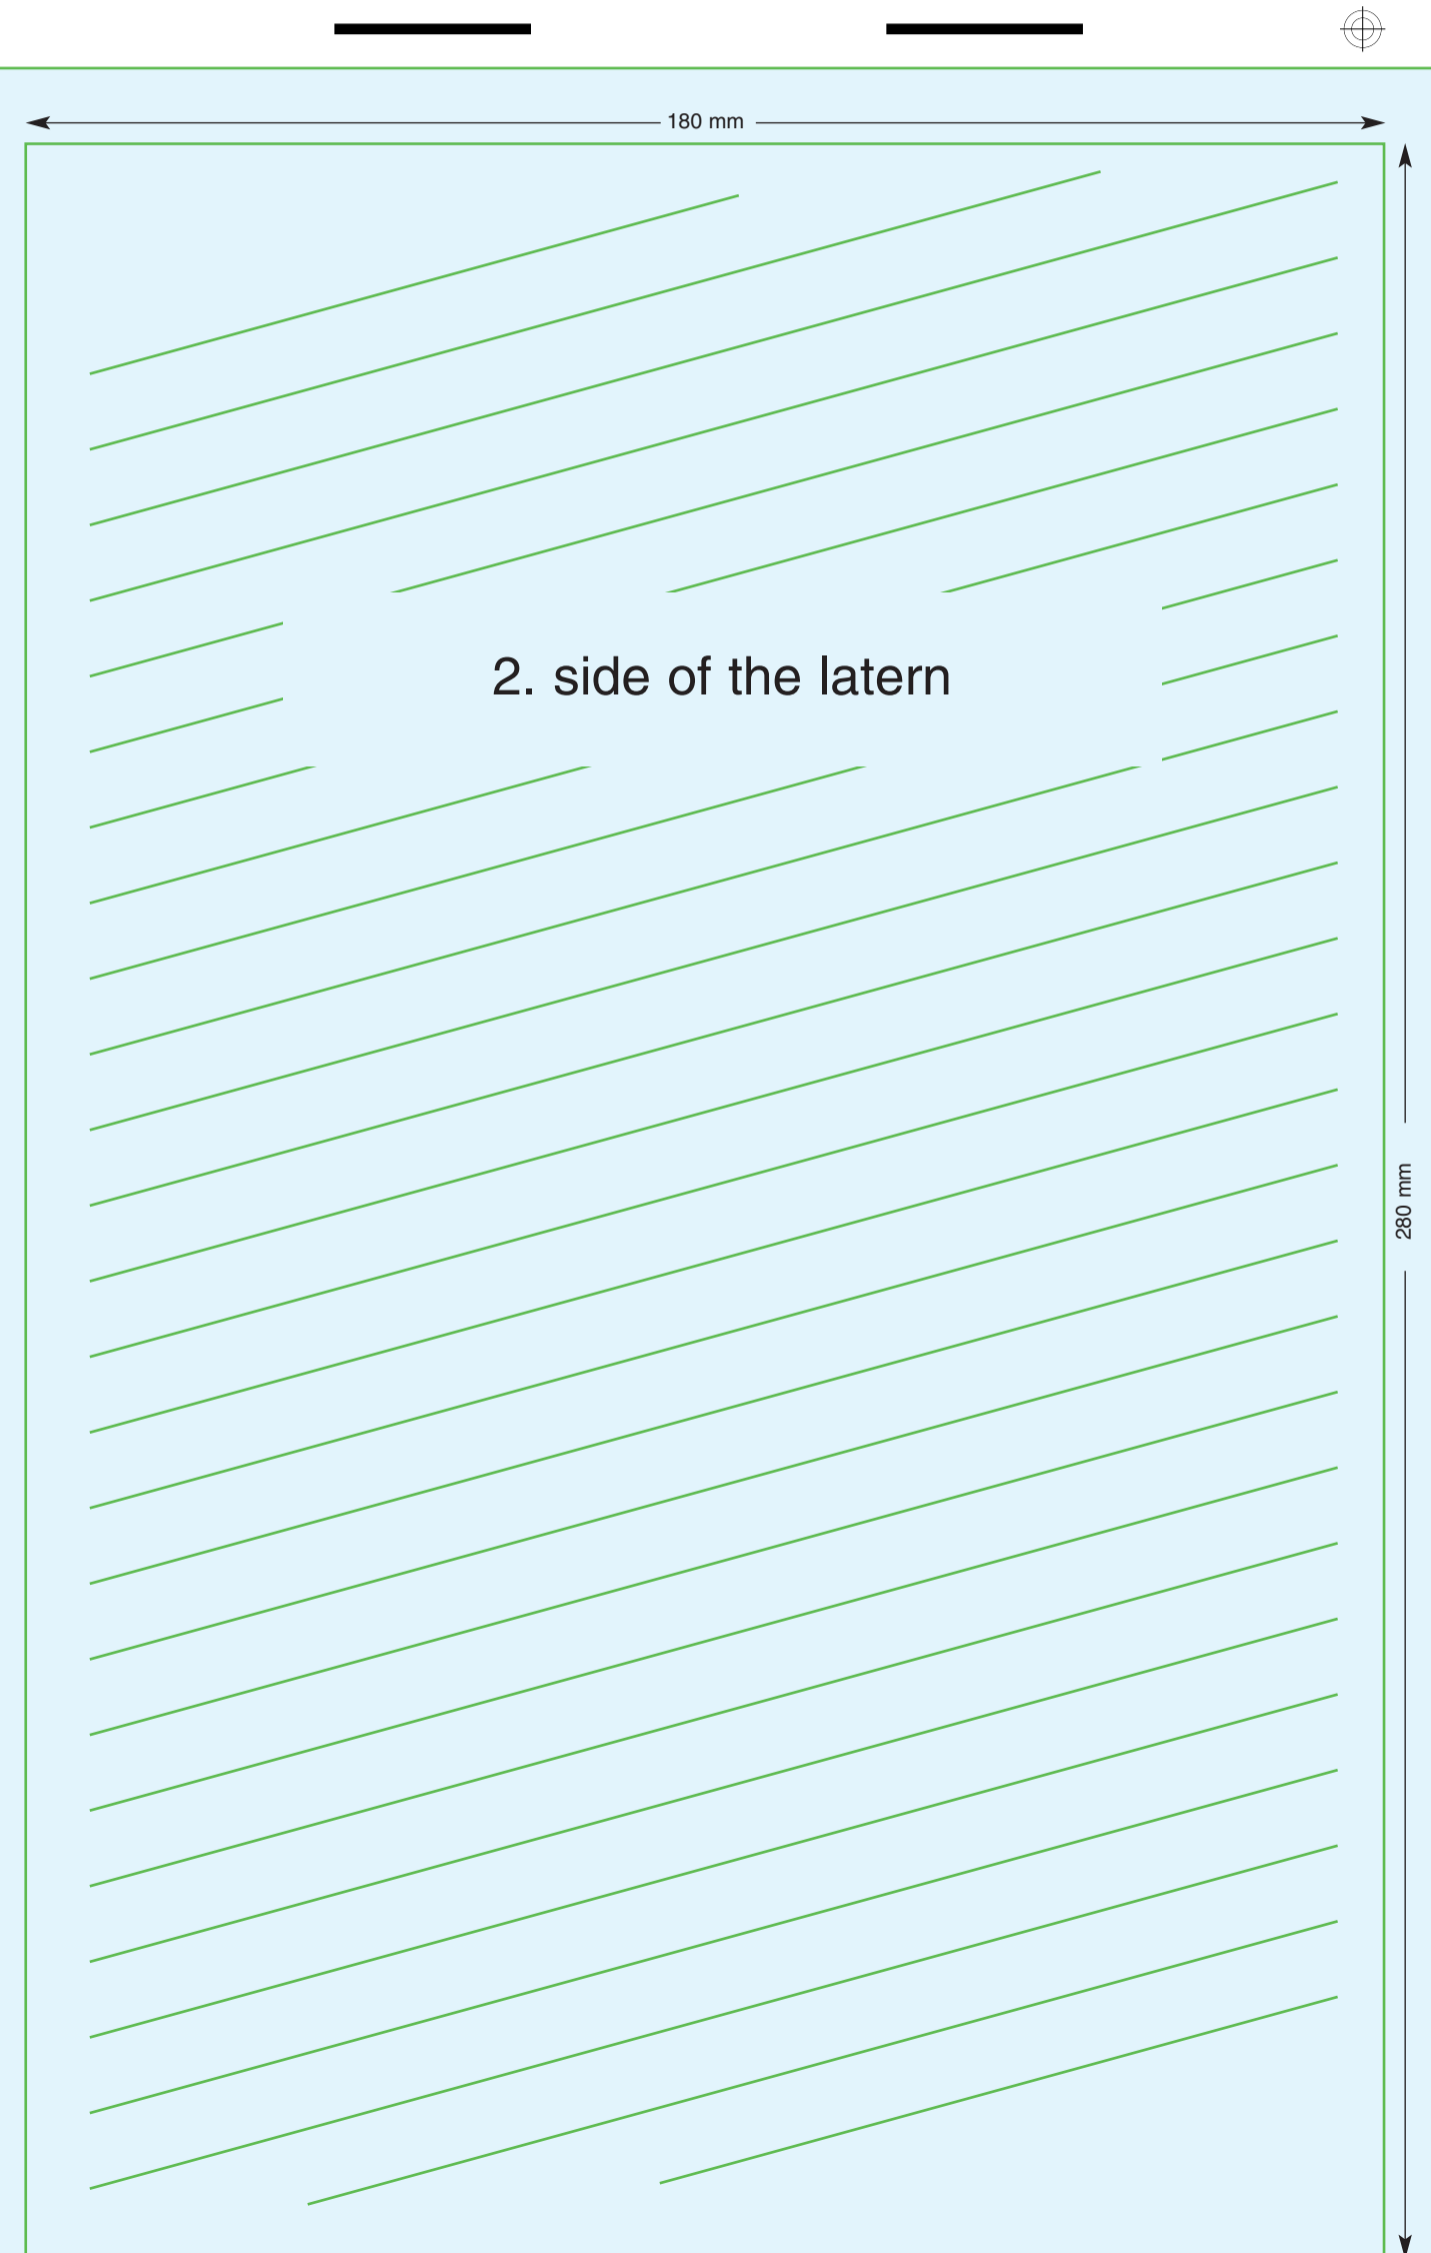 180 mm
2. side of the latern
280 mm